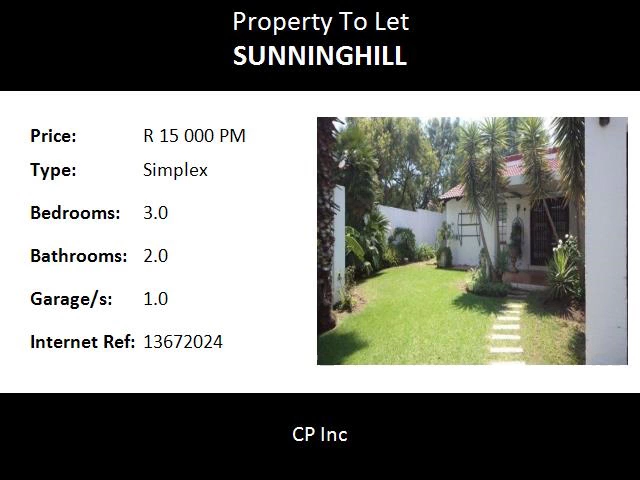 Property To Let
SUNNINGHILL
Price: R 15 000 PM
Type: Simplex
Bedrooms: 3.0
Bathrooms: 2.0
Garage/s: 1.0
Internet Ref: 13672024
CP Inc